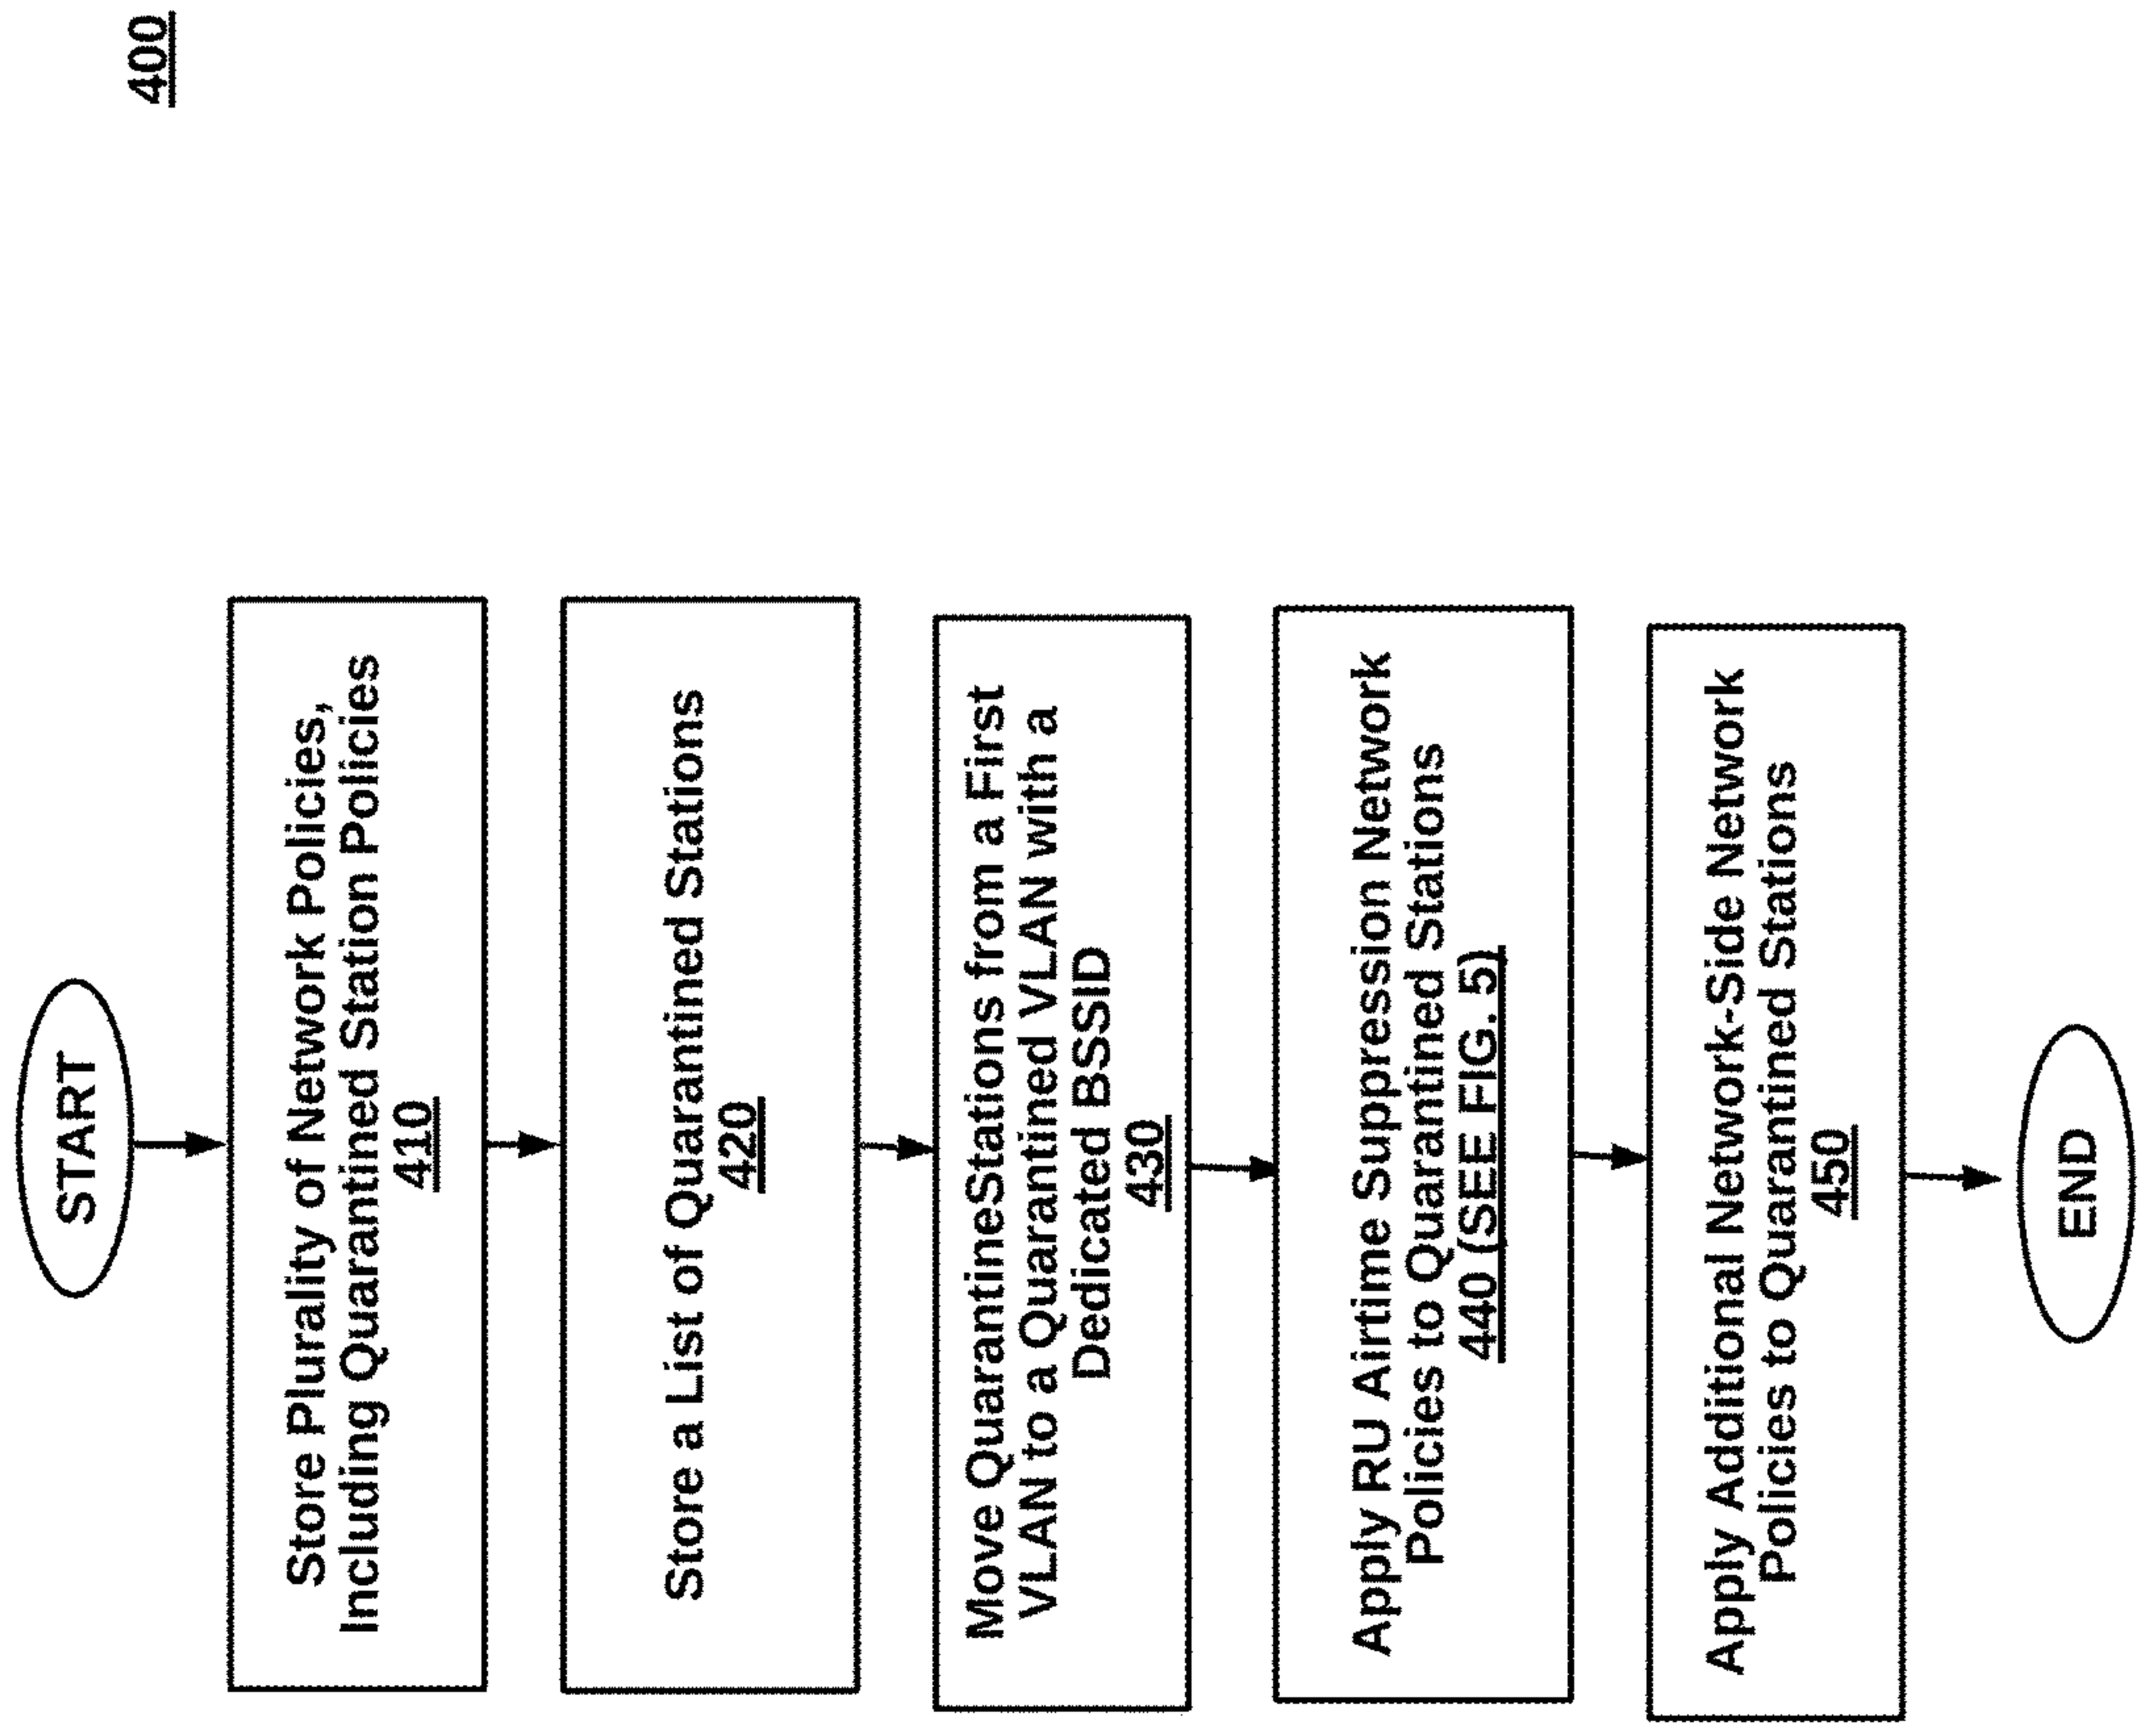 400
START
Store Plurality of Network Policies,
Including Quarantined Station Policies
410
Store a List of Quarantined Stations
420
Move QuarantineStations from a First
VLAN to a Quarantined VLAN with a
Dedicated BSSID
430
Apply RU Airtime Suppression Network
Policies to Quarantined Stations
440 (SEE FIG. 5)
Apply Additional Network-Side Network
Policies to Quarantined Stations
450
END